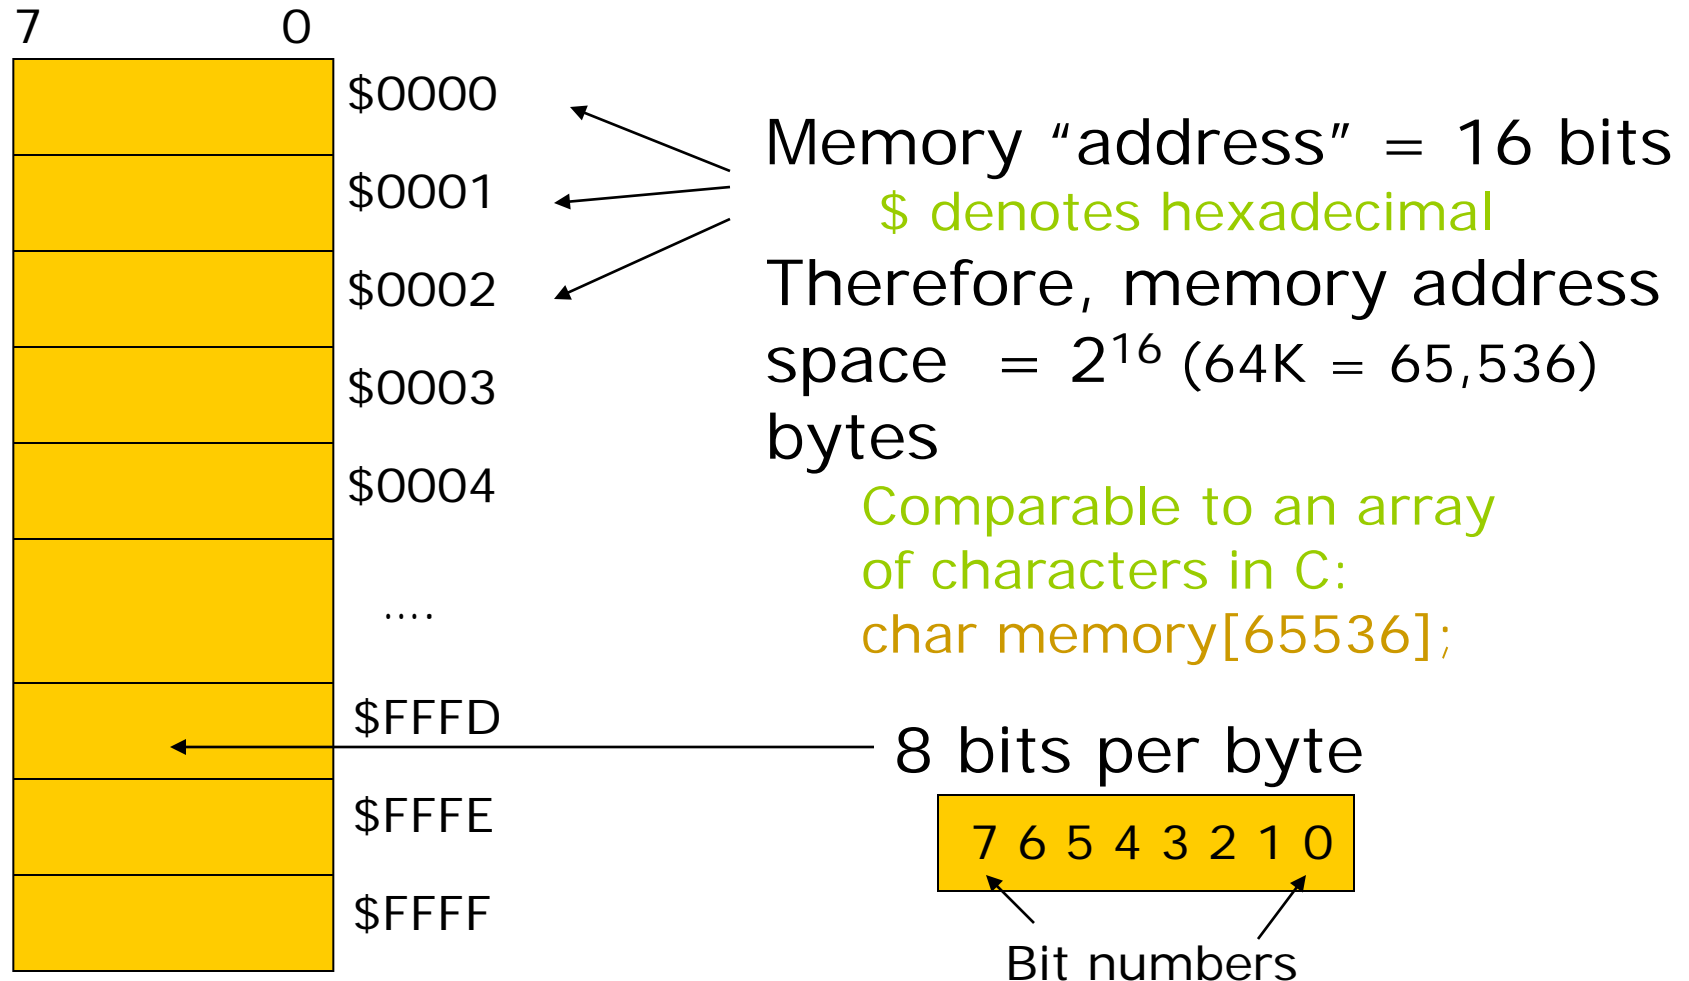 7 0
$0000
$0001
$0002
$0003
$0004
....
$FFFD
$FFFE
$FFFF
Memory “address” = 16 bits
$ denotes hexadecimal
Therefore, memory address
space = 2¹⁶ (64K = 65,536)
bytes
Comparable to an array
of characters in C:
char memory[65536];
8 bits per byte
7 6 5 4 3 2 1 0
Bit numbers